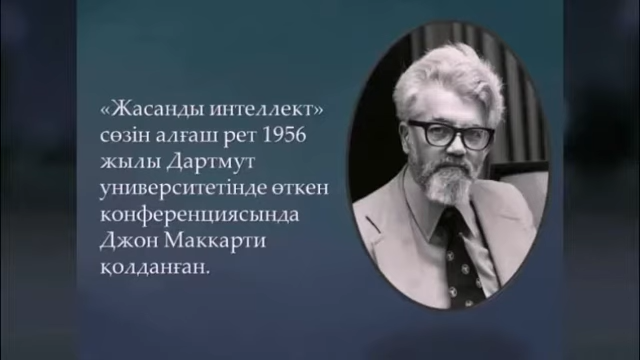 «Жасанды интеллект»
сөзін алғаш рет 1956
жылы Дартмут
университетінде өткен
конференциясында
Джон Маккарти
қолданған.